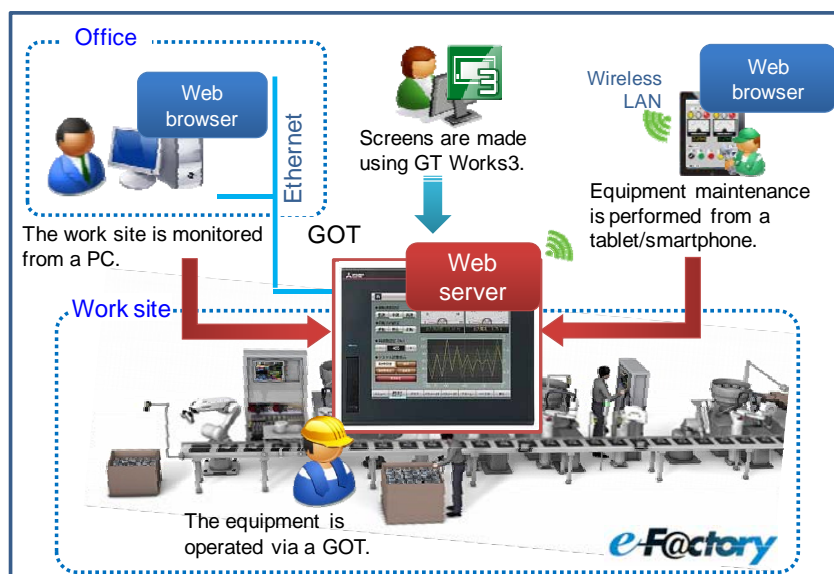 Office
Web
browser
Ethernet
3
Screens are made
using GT Works3.
Wireless
LAN
Web
browser
The work site is monitored
from a PC.
Equipment maintenance
is performed from a
tablet/smartphone.
GOT
Web
server
Work site
The equipment is
operated via a GOT.
e-F@ctory